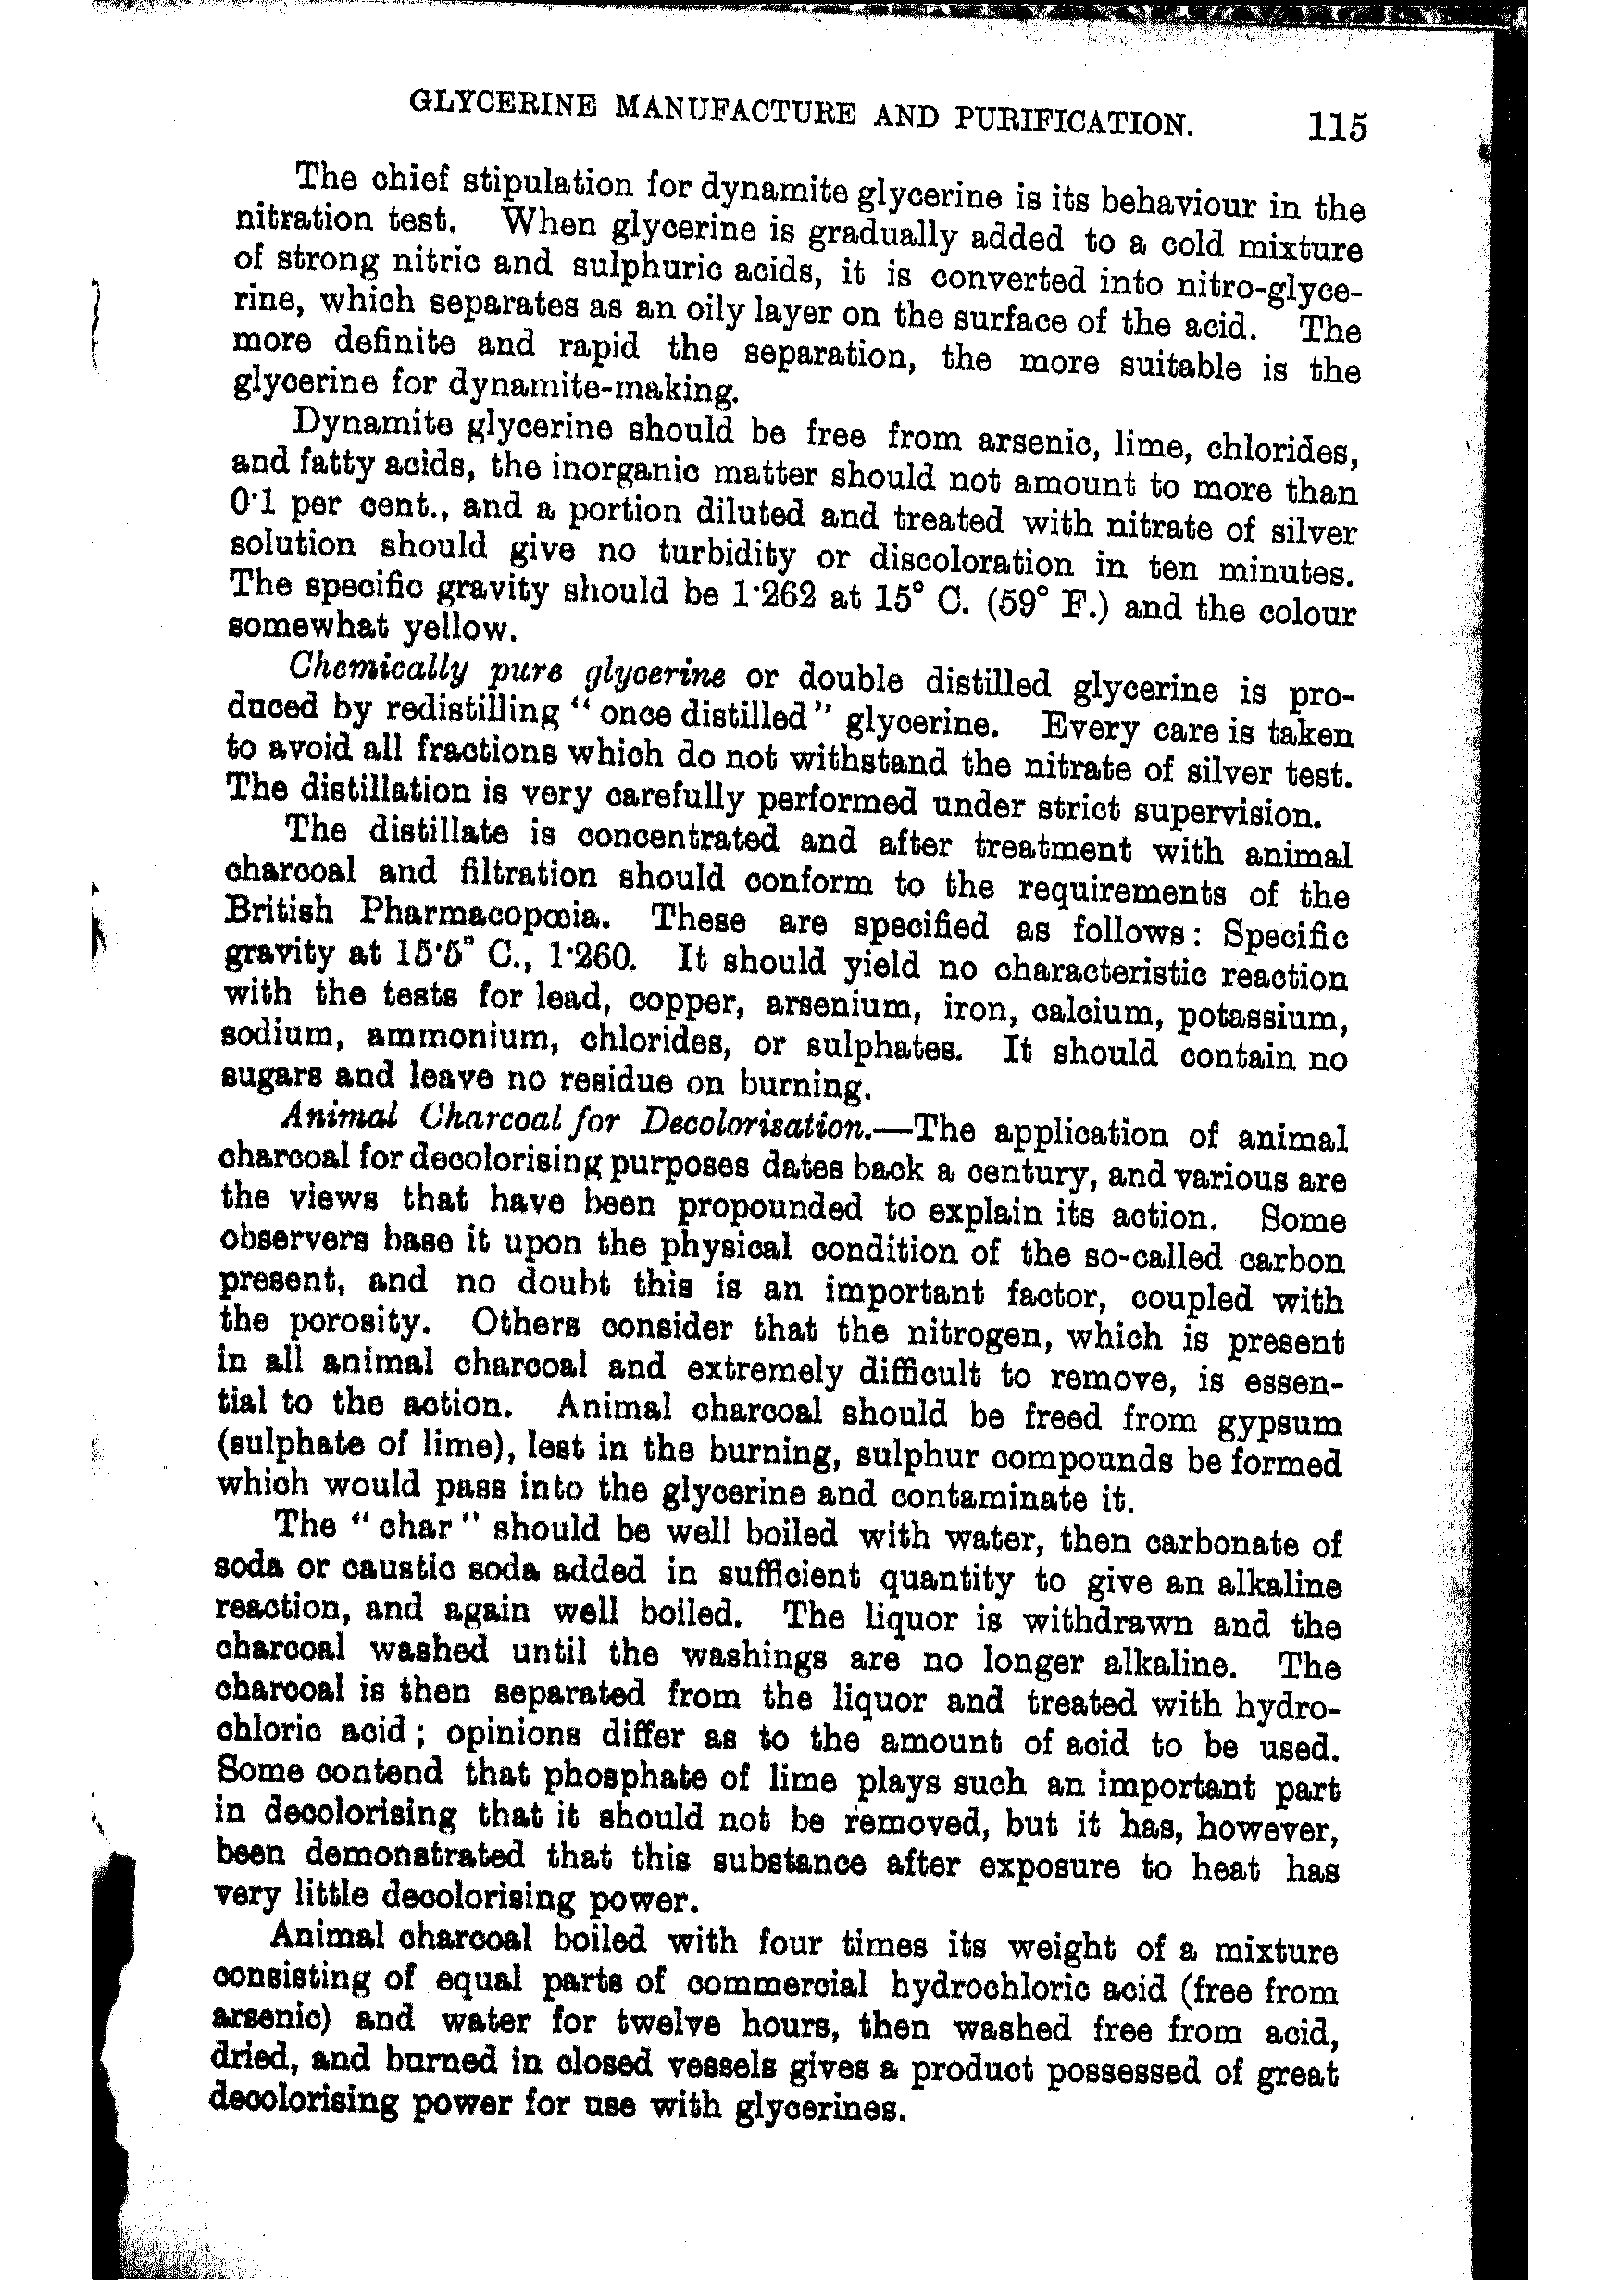 GLYCERINE MANUFACTURE AND PURIFICATION. 115
The chief stipulation for dynamite glycerine is its behaviour in the
nitration test. When glycerine is gradually added to a cold mixture
of strong nitric and sulphuric acids, it is converted into nitro-glyce-
rine, which separates as an oily layer on the surface of the acid. The
more definite and rapid the separation, the more suitable is the
glycerine for dynamite-making.
Dynamite glycerine should be free from arsenic, lime, chlorides,
and fatty acids, the inorganic matter should not amount to more than
0·1 per cent., and a portion diluted and treated with nitrate of silver
solution should give no turbidity or discoloration in ten minutes.
The specific gravity should be 1·262 at 15° C. (59° F.) and the colour
somewhat yellow.
Chemically pure glycerine or double distilled glycerine is pro-
duced by redistilling "once distilled" glycerine. Every care is taken
to avoid all fractions which do not withstand the nitrate of silver test.
The distillation is very carefully performed under strict supervision.
The distillate is concentrated and after treatment with animal
charcoal and filtration should conform to the requirements of the
British Pharmacopœia. These are specified as follows: Specific
gravity at 15·5° C., 1·260. It should yield no characteristic reaction
with the tests for lead, copper, arsenium, iron, calcium, potassium,
sodium, ammonium, chlorides, or sulphates. It should contain no
sugars and leave no residue on burning.
Animal Charcoal for Decolorisation.—The application of animal
charcoal for decolorising purposes dates back a century, and various are
the views that have been propounded to explain its action. Some
observers base it upon the physical condition of the so-called carbon
present, and no doubt this is an important factor, coupled with
the porosity. Others consider that the nitrogen, which is present
in all animal charcoal and extremely difficult to remove, is essen-
tial to the action. Animal charcoal should be freed from gypsum
(sulphate of lime), lest in the burning, sulphur compounds be formed
which would pass into the glycerine and contaminate it.
The "char" should be well boiled with water, then carbonate of
soda or caustic soda added in sufficient quantity to give an alkaline
reaction, and again well boiled. The liquor is withdrawn and the
charcoal washed until the washings are no longer alkaline. The
charcoal is then separated from the liquor and treated with hydro-
chloric acid; opinions differ as to the amount of acid to be used.
Some contend that phosphate of lime plays such an important part
in decolorising that it should not be removed, but it has, however,
been demonstrated that this substance after exposure to heat has
very little decolorising power.
Animal charcoal boiled with four times its weight of a mixture
consisting of equal parts of commercial hydrochloric acid (free from
arsenic) and water for twelve hours, then washed free from acid,
dried, and burned in closed vessels gives a product possessed of great
decolorising power for use with glycerines.